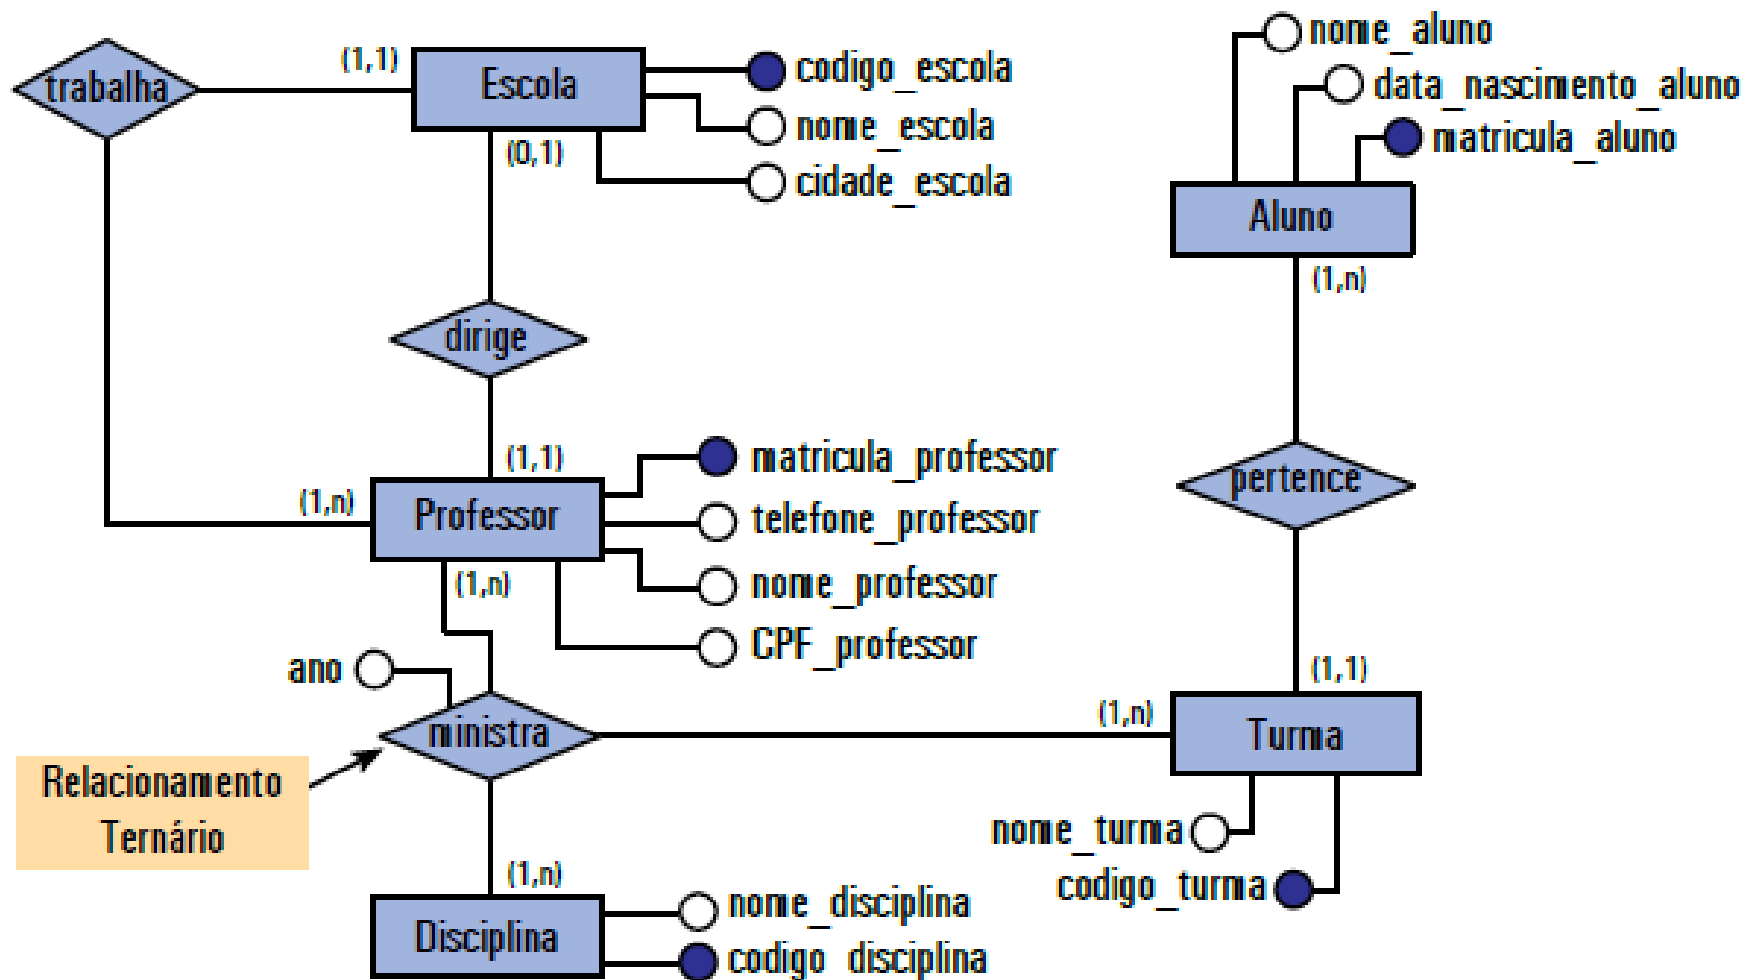 trabalha
(1,1)
Escola
codigo_escola
nome_escola
cidade_escola
(0,1)
dirige
(1,1)
(1,n)
Professor
matricula_professor
telefone_professor
nome_professor
CPF_professor
(1,n)
ano
ministra
(1,n)
Relacionamento
Ternário
(1,n)
Disciplina
nome_disciplina
codigo_disciplina
nome_aluno
data_nascimento_aluno
matricula_aluno
Aluno
(1,n)
pertence
(1,1)
Turma
nome_turma
codigo_turma